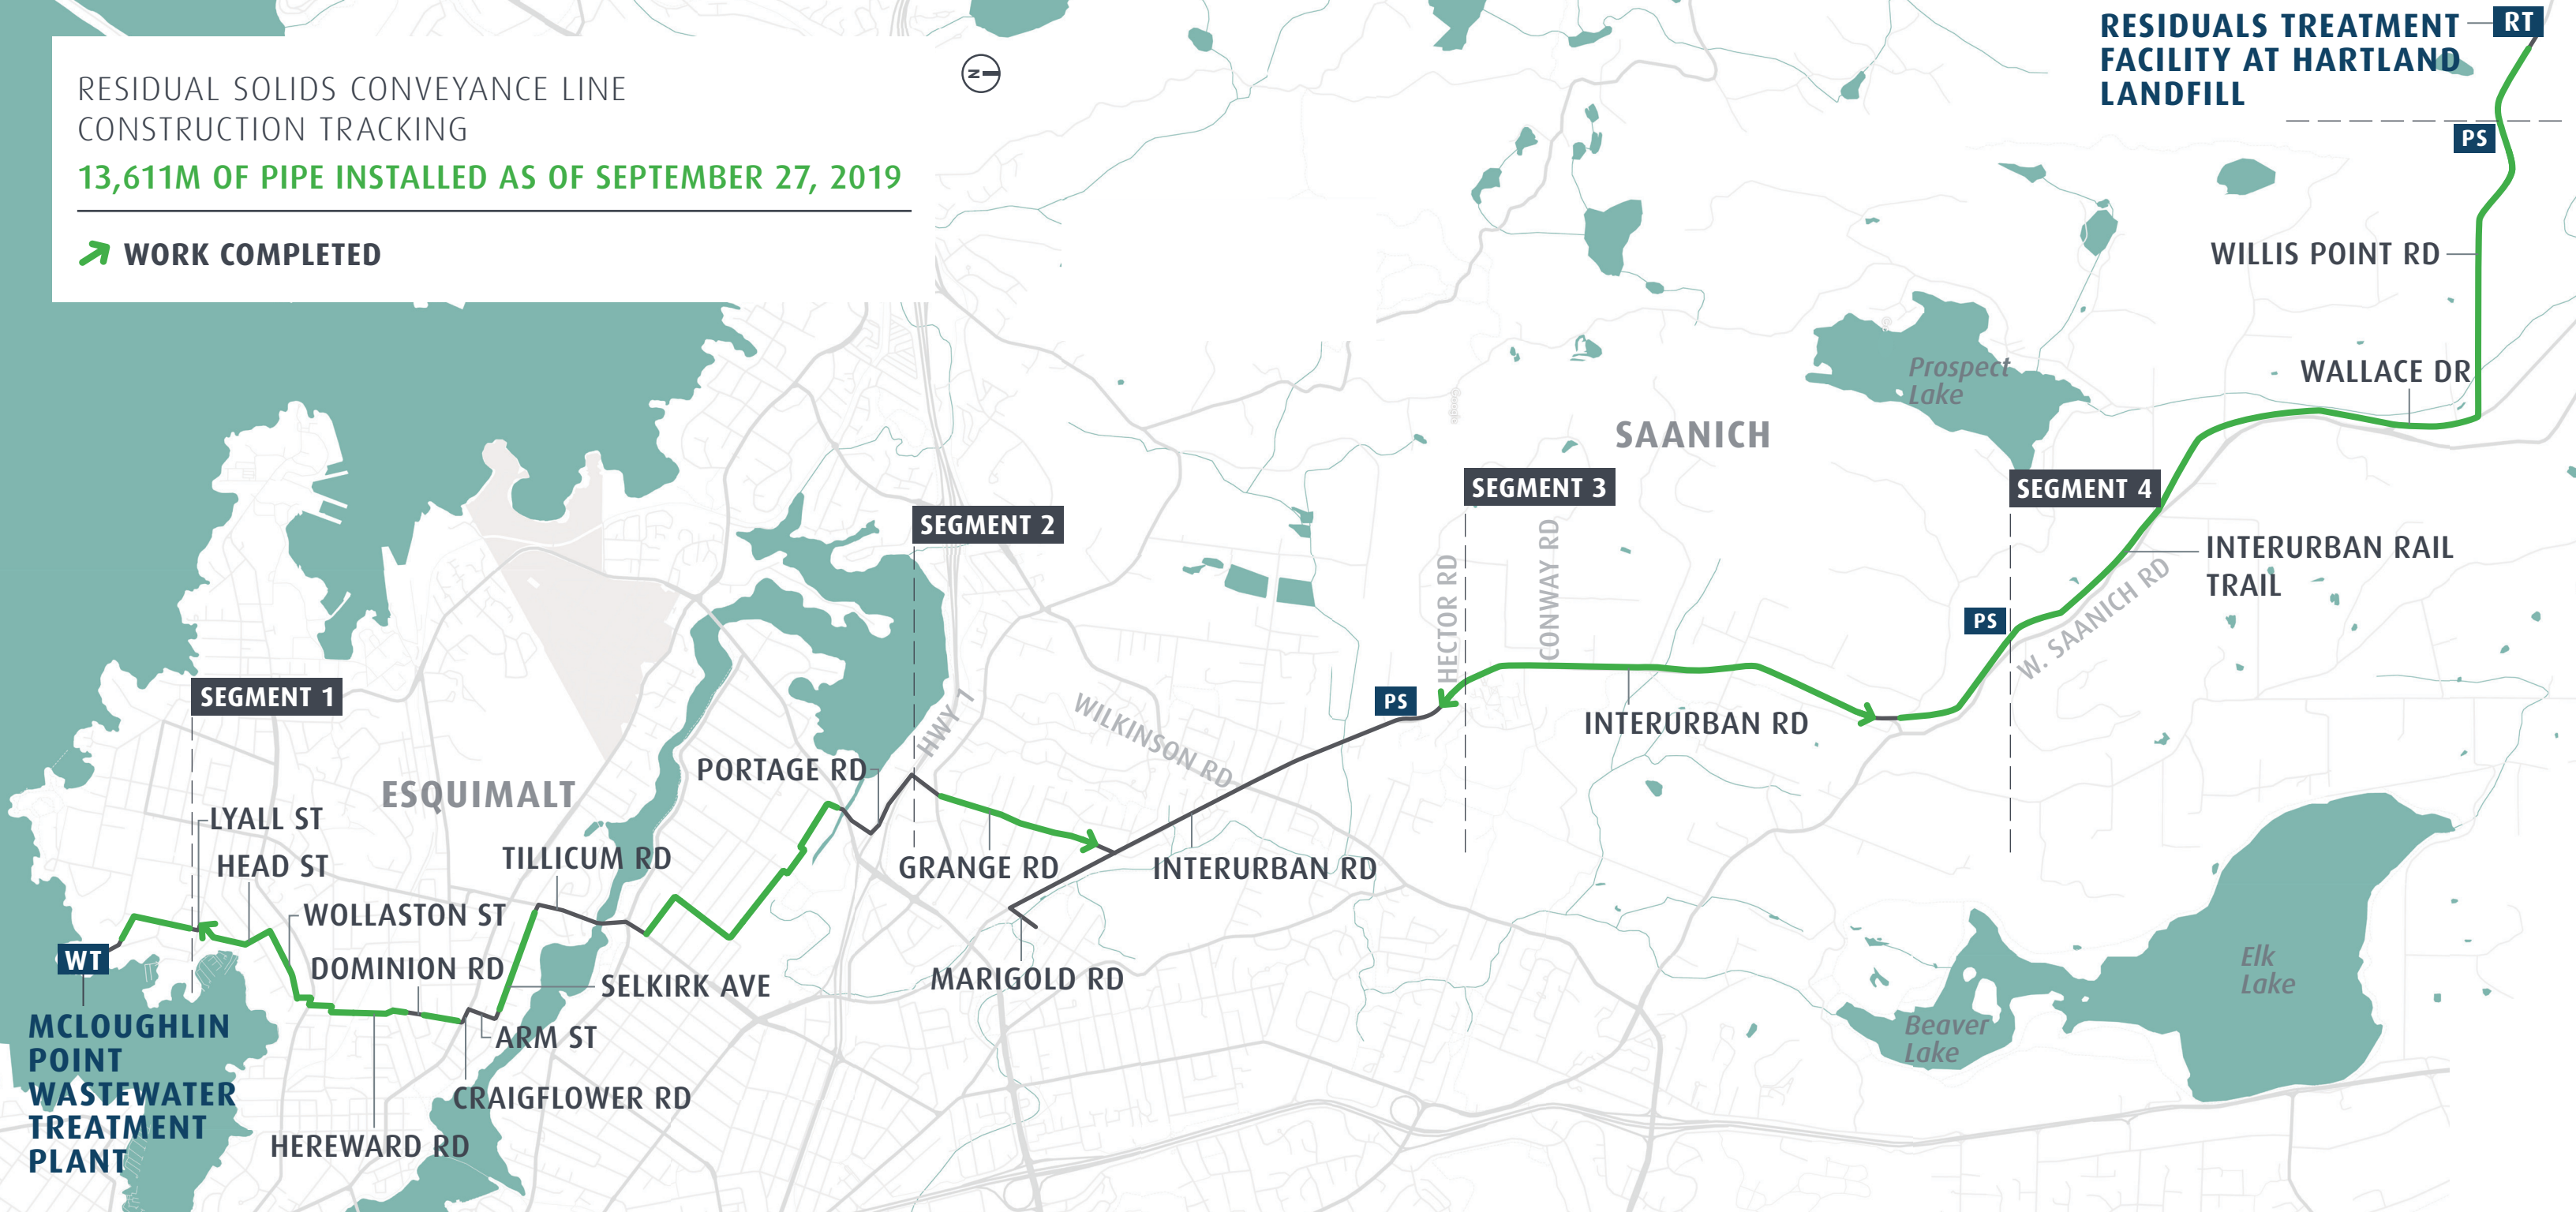 RESIDUAL SOLIDS CONVEYANCE LINE
CONSTRUCTION TRACKING
13,611M OF PIPE INSTALLED AS OF SEPTEMBER 27, 2019
WORK COMPLETED
N
RESIDUALS TREATMENT
FACILITY AT HARTLAND
LANDFILL
RT
PS
WILLIS POINT RD
WALLACE DR
Prospect
Lake
SAANICH
SEGMENT 3
SEGMENT 4
SEGMENT 2
INTERURBAN RAIL
TRAIL
HECTOR RD
CONWAY RD
W. SAANICH RD
PS
SEGMENT 1
PS
HWY 1
WILKINSON RD
INTERURBAN RD
PORTAGE RD
ESQUIMALT
LYALL ST
HEAD ST
TILLICUM RD
GRANGE RD
INTERURBAN RD
WOLLASTON ST
WT
DOMINION RD
SELKIRK AVE
MARIGOLD RD
Elk
Lake
MCLOUGHLIN
POINT
WASTEWATER
TREATMENT
PLANT
ARM ST
Beaver
Lake
CRAIGFLOWER RD
HEREWARD RD